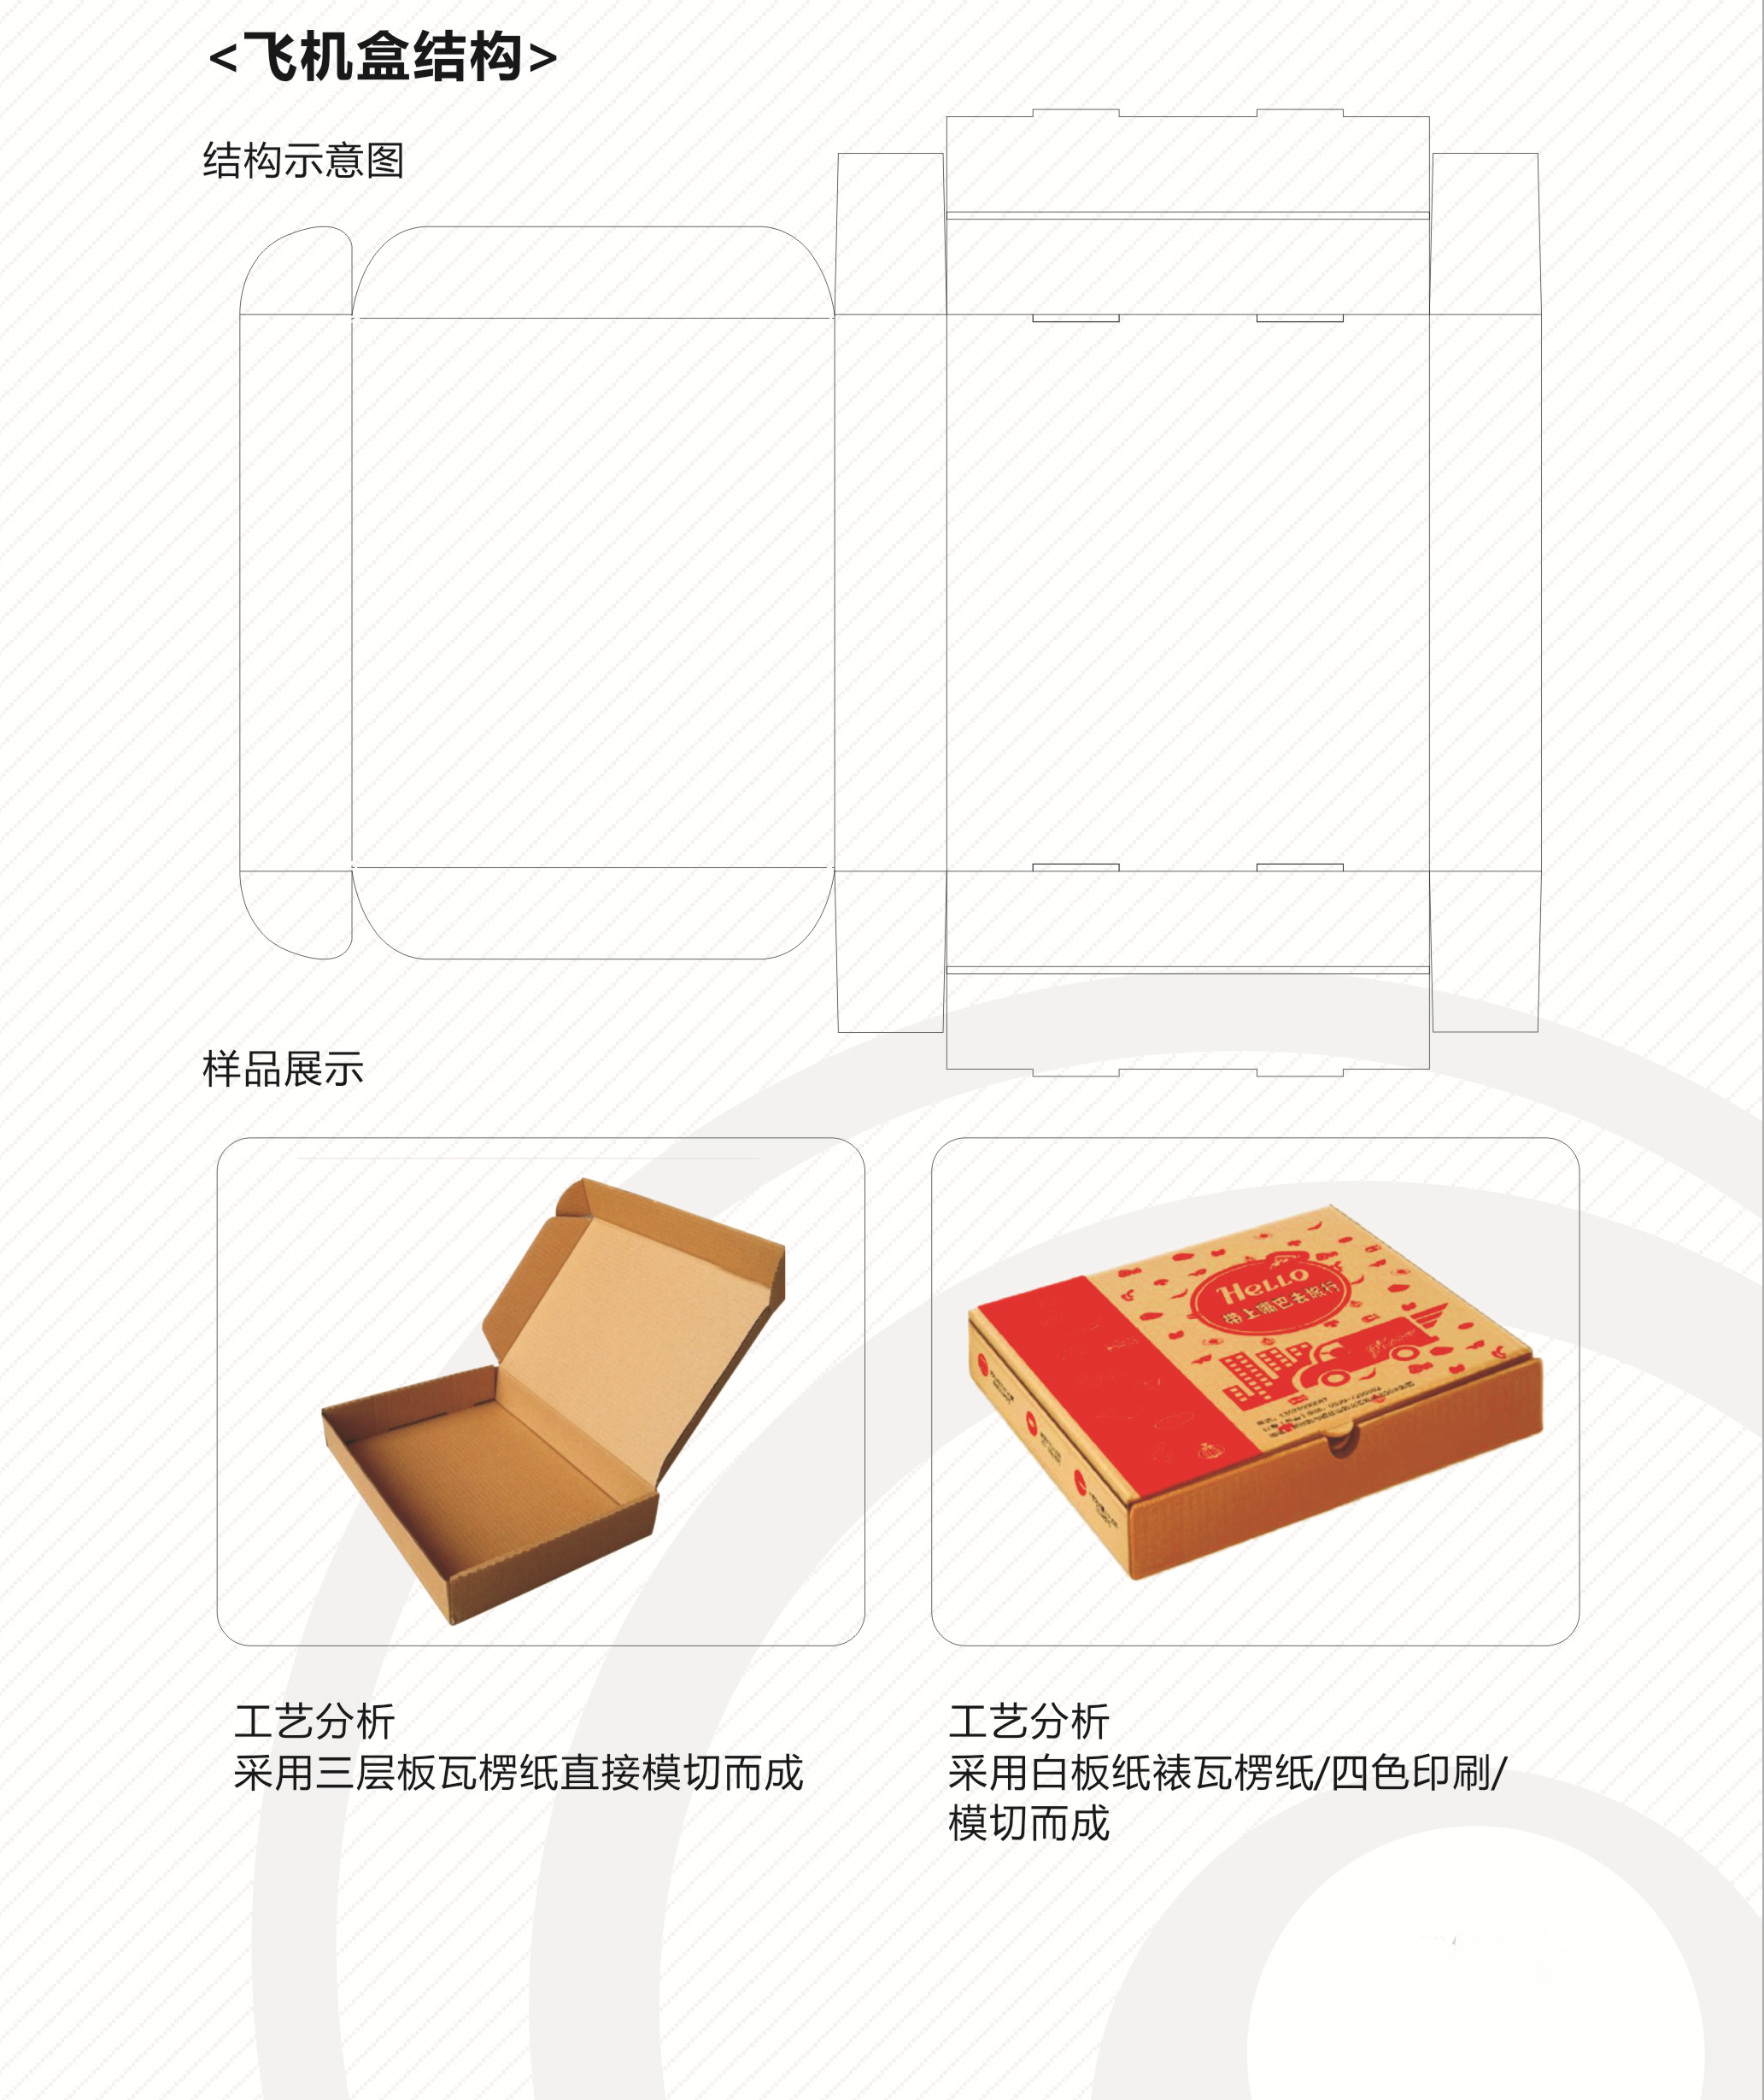 <飞机盒结构>
结构示意图
样品展示
HeLLO
带上嘴巴去旅行
工艺分析
采用三层板瓦楞纸直接模切而成
工艺分析
采用白板纸裱瓦楞纸/四色印刷/
模切而成